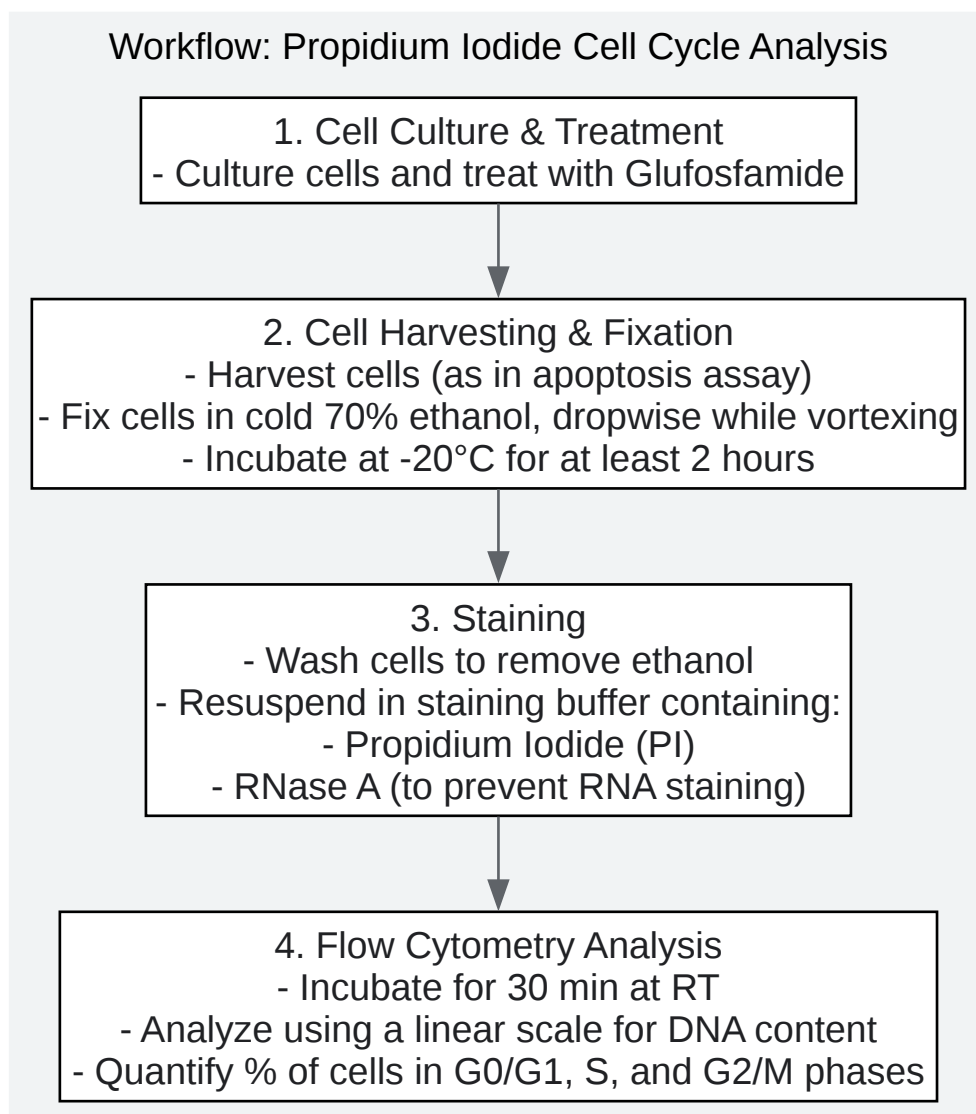 Workflow: Propidium Iodide Cell Cycle Analysis
1. Cell Culture & Treatment
- Culture cells and treat with Glufosfamide
2. Cell Harvesting & Fixation
- Harvest cells (as in apoptosis assay)
- Fix cells in cold 70% ethanol, dropwise while vortexing
- Incubate at -20°C for at least 2 hours
3. Staining
- Wash cells to remove ethanol
- Resuspend in staining buffer containing:
- Propidium Iodide (PI)
- RNase A (to prevent RNA staining)
4. Flow Cytometry Analysis
- Incubate for 30 min at RT
- Analyze using a linear scale for DNA content
- Quantify % of cells in G0/G1, S, and G2/M phases